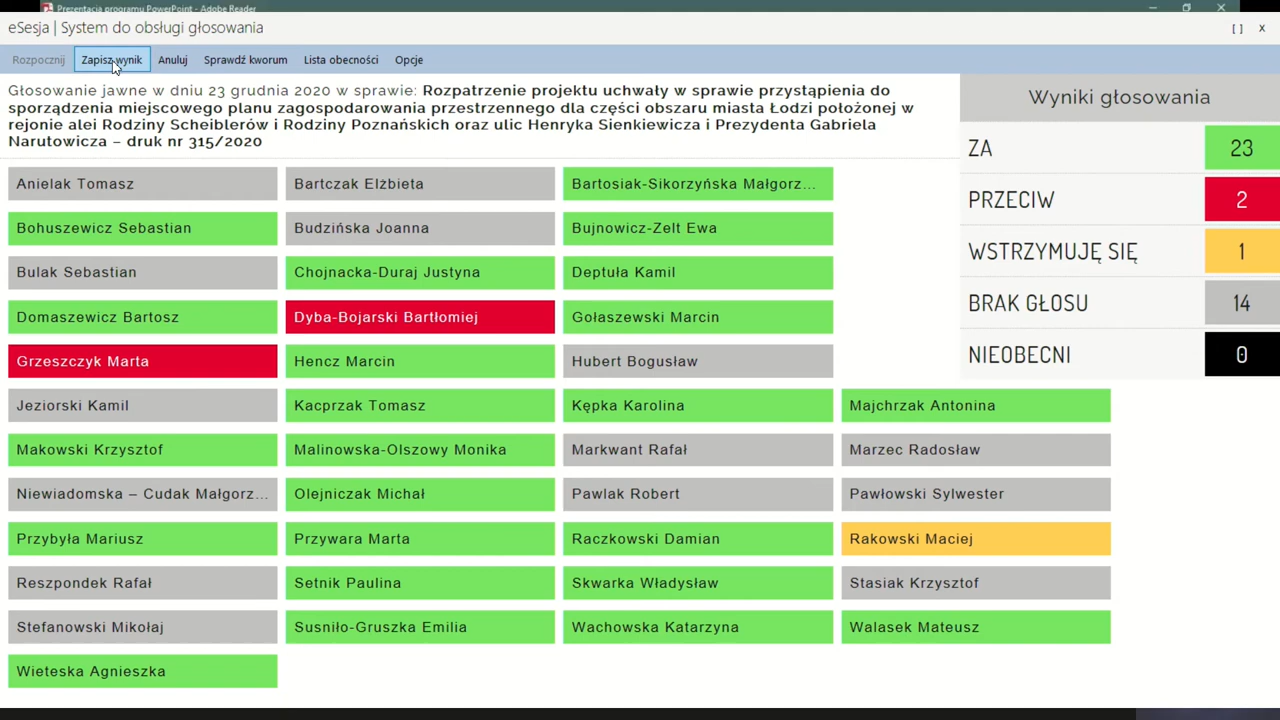 Prezentacja programu PowerPoint - Adobe Reader
eSesja | System do obsługi głosowania
[ ] X
Rozpocznij Zapisz wynik Anuluj Sprawdź kworum Lista obecności Opcje
Głosowanie jawne w dniu 23 grudnia 2020 w sprawie: Rozpatrzenie projektu uchwały w sprawie przystąpienia do
sporządzenia miejscowego planu zagospodarowania przestrzennego dla części obszaru miasta Łodzi położonej w
rejonie alei Rodziny Scheiblerów i Rodziny Poznańskich oraz ulic Henryka Sienkiewicza i Prezydenta Gabriela
Narutowicza – druk nr 315/2020
Wyniki głosowania
ZA 23
PRZECIW 2
WSTRZYMUJĘ SIĘ 1
BRAK GŁOSU 14
NIEOBECNI 0
Anielak Tomasz Bartczak Elżbieta Bartosiak-Sikorzyńska Małgorz...
Bohuszewicz Sebastian Budzińska Joanna Bujnowicz-Zelt Ewa
Bulak Sebastian Chojnacka-Duraj Justyna Deptuła Kamil
Domaszewicz Bartosz Dyba-Bojarski Bartłomiej Gołaszewski Marcin
Grzeszczyk Marta Hencz Marcin Hubert Bogusław
Jeziorski Kamil Kacprzak Tomasz Kępka Karolina Majchrzak Antonina
Makowski Krzysztof Malinowska-Olszowy Monika Markwant Rafał Marzec Radosław
Niewiadomska – Cudak Małgorz... Olejniczak Michał Pawlak Robert Pawłowski Sylwester
Przybyła Mariusz Przywara Marta Raczkowski Damian Rakowski Maciej
Reszpondek Rafał Setnik Paulina Skwarka Władysław Stasiak Krzysztof
Stefanowski Mikołaj Susniło-Gruszka Emilia Wachowska Katarzyna Walasek Mateusz
Wieteska Agnieszka